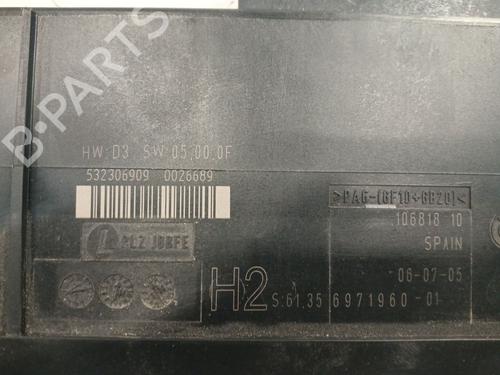 B-PARTS
HW:D3 SW:05,00,0F
532306909 0026689
>PA6-(GF10+GB20)<
106818 10
SPAIN
06-07-05
H2 S:61.35 6971960-01